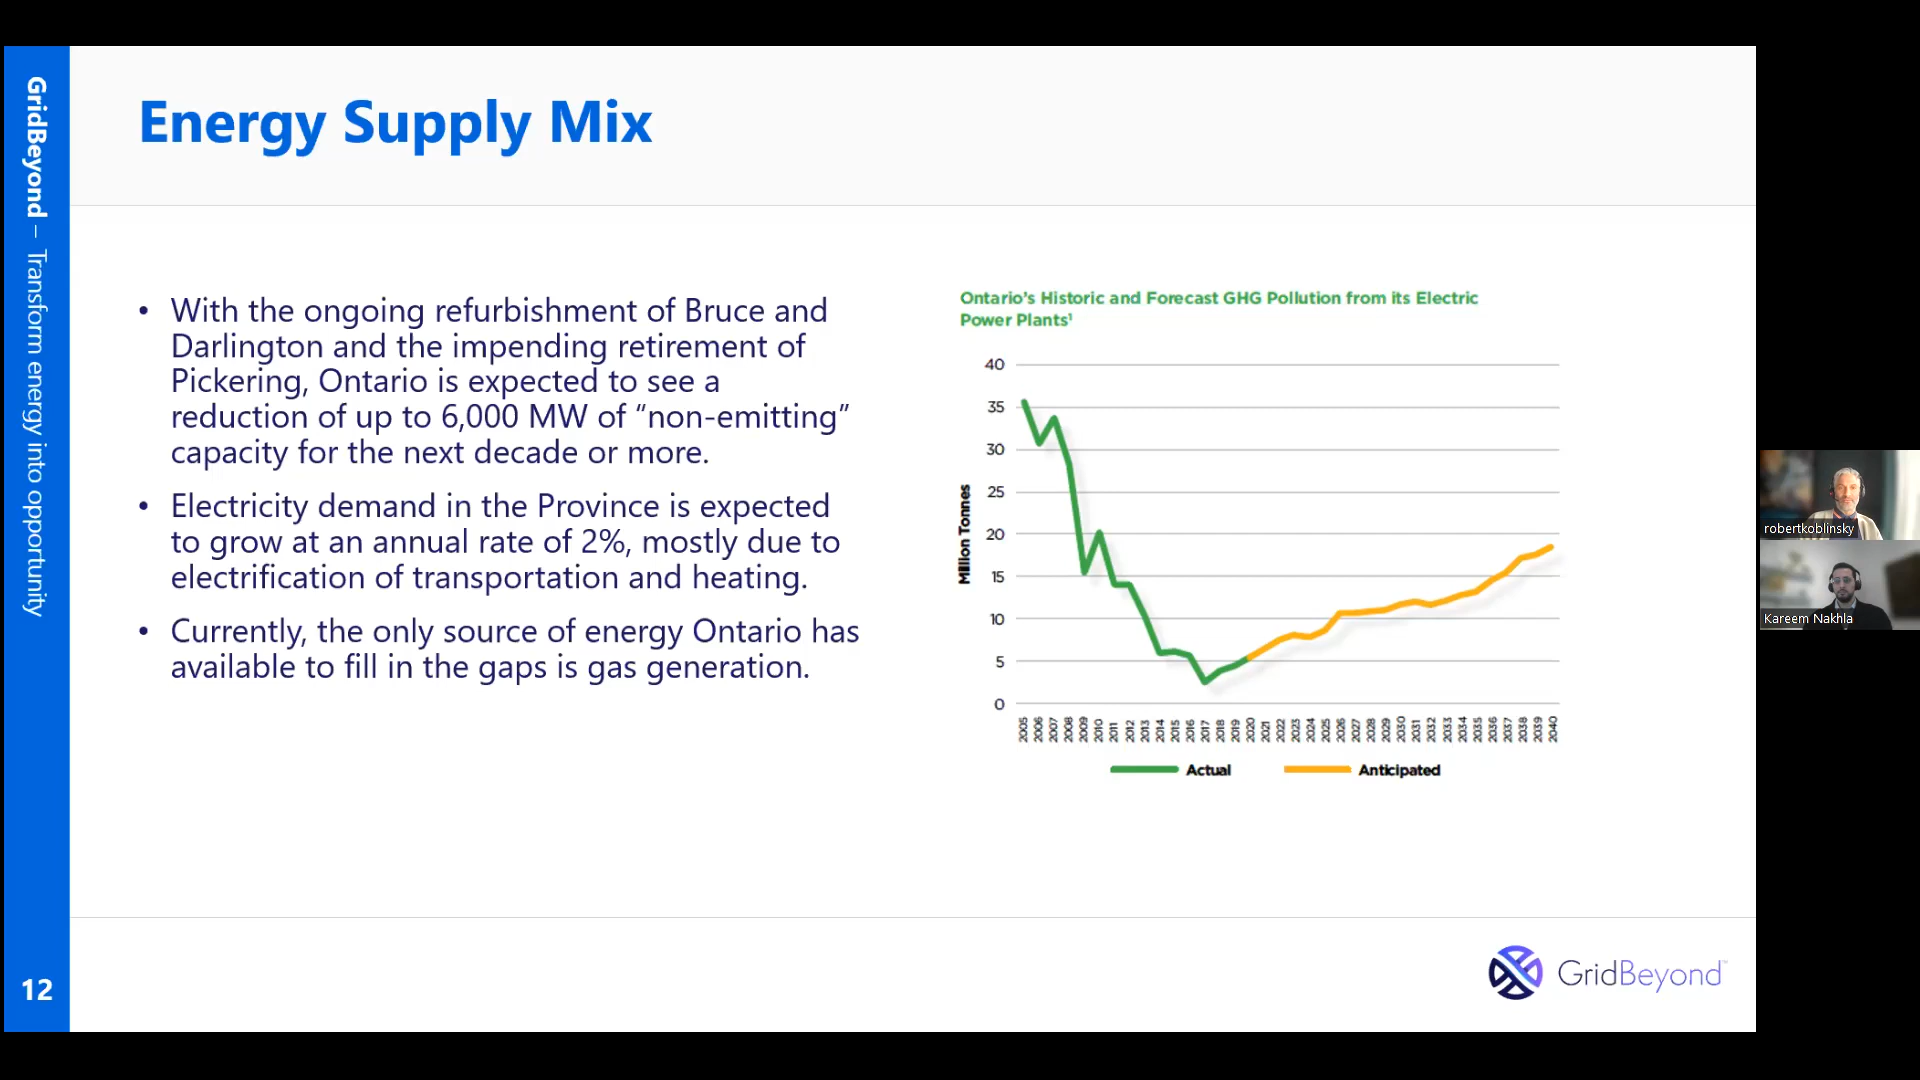 GridBeyond – Transform energy into opportunity
Energy Supply Mix
• With the ongoing refurbishment of Bruce and
Darlington and the impending retirement of
Pickering, Ontario is expected to see a
reduction of up to 6,000 MW of “non-emitting”
capacity for the next decade or more.
• Electricity demand in the Province is expected
to grow at an annual rate of 2%, mostly due to
electrification of transportation and heating.
• Currently, the only source of energy Ontario has
available to fill in the gaps is gas generation.
Ontario’s Historic and Forecast GHG Pollution from its Electric
Power Plants¹
Million Tonnes
40
35
30
25
20
15
10
5
0
2005 2006 2007 2008 2009 2010 2011 2012 2013 2014 2015 2016 2017 2018 2019 2020 2021 2022 2023 2024 2025 2026 2027 2028 2029 2030 2031 2032 2033 2034 2035 2036 2037 2038 2039 2040
Actual Anticipated
robertkoblinsky
Kareem Nakhla
12
GridBeyond™